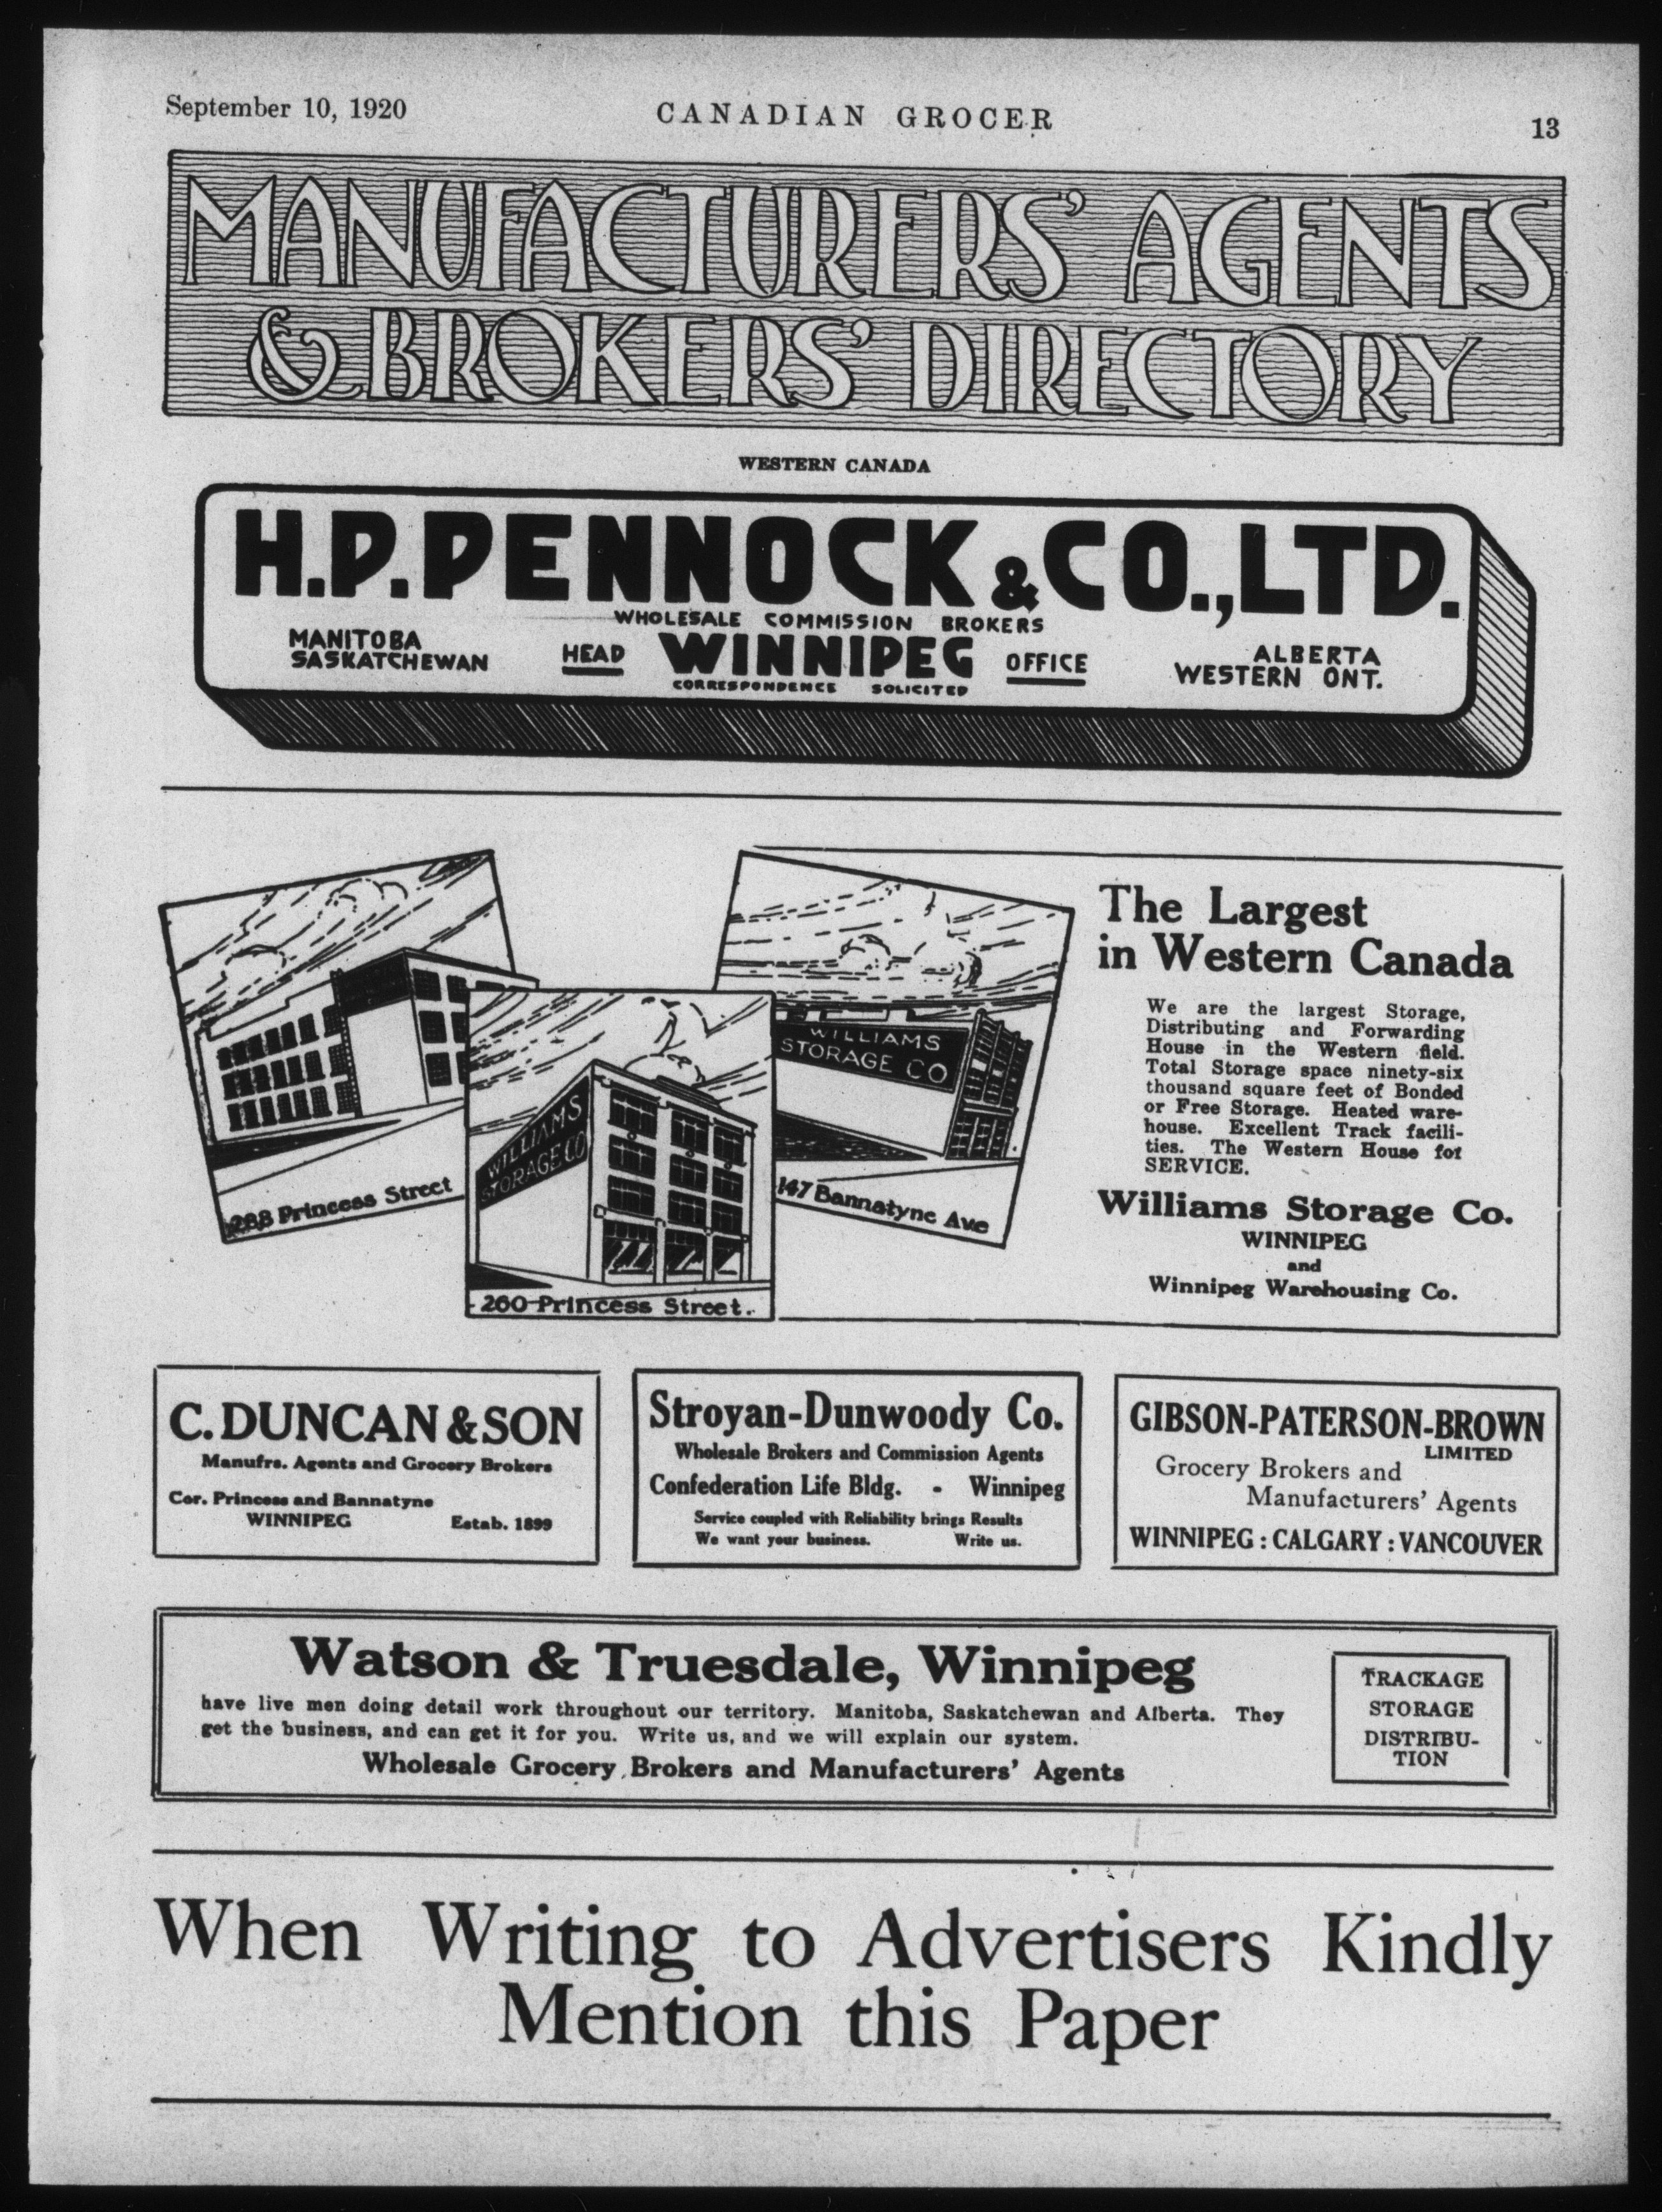 September 10, 1920
CANADIAN GROCER
13
MANUFACTURERS' AGENTS
& BROKERS' DIRECTORY
WESTERN CANADA
H.P. PENNOCK & CO., LTD.
WHOLESALE COMMISSION BROKERS
MANITOBA
SASKATCHEWAN
HEAD WINNIPEG OFFICE
ALBERTA
WESTERN ONT.
CORRESPONDENCE SOLICITED
288 Princess Street
WILLIAMS
STORAGE CO
260 Princess Street.
WILLIAMS
STORAGE CO
147 Bannatyne Ave
The Largest
in Western Canada
We are the largest Storage,
Distributing and Forwarding
House in the Western field.
Total Storage space ninety-six
thousand square feet of Bonded
or Free Storage. Heated ware-
house. Excellent Track facili-
ties. The Western House for
SERVICE.
Williams Storage Co.
WINNIPEG
and
Winnipeg Warehousing Co.
C. DUNCAN & SON
Manufrs. Agents and Grocery Brokers
Cor. Princess and Bannatyne
WINNIPEG Estab. 1899
Stroyan-Dunwoody Co.
Wholesale Brokers and Commission Agents
Confederation Life Bldg. - Winnipeg
Service coupled with Reliability brings Results
We want your business. Write us.
GIBSON-PATERSON-BROWN
LIMITED
Grocery Brokers and
Manufacturers' Agents
WINNIPEG : CALGARY : VANCOUVER
Watson & Truesdale, Winnipeg
have live men doing detail work throughout our territory. Manitoba, Saskatchewan and Alberta. They
get the business, and can get it for you. Write us, and we will explain our system.
Wholesale Grocery Brokers and Manufacturers' Agents
TRACKAGE
STORAGE
DISTRIBU-
TION
When Writing to Advertisers Kindly
Mention this Paper